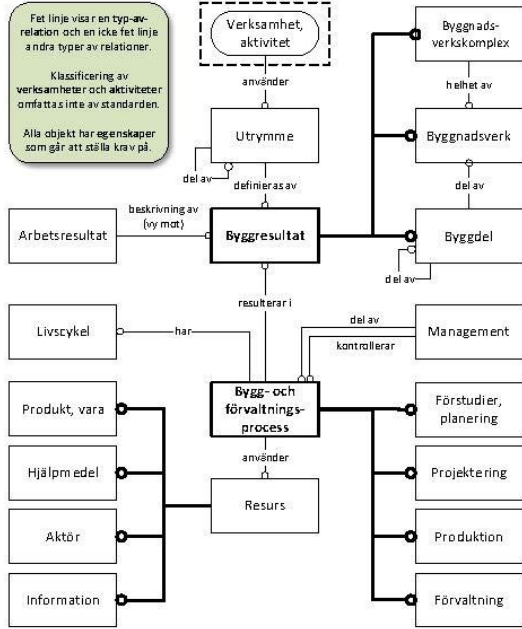 Fet linje visar en typ-av-
relation och en icke fet linje
andra typer av relationer.
Klassificering av
verksamheter och aktiviteter
omfattas inte av standarden.
Alla objekt har egenskaper
som går att ställa krav på.
Verksamhet,
aktivitet
Byggnads-
verkskomplex
använder
helhet av
Utrymme
Byggnadsverk
del av
definieras av
del av
Arbetsresultat
beskrivning av
(vy mot)
Byggresultat
Byggdel
del av
resulterar i
Livscykel
har
del av
kontrollerar
Management
Bygg- och
förvaltnings-
process
Produkt, vara
Förstudier,
planering
använder
Hjälpmedel
Resurs
Projektering
Aktör
Produktion
Information
Förvaltning